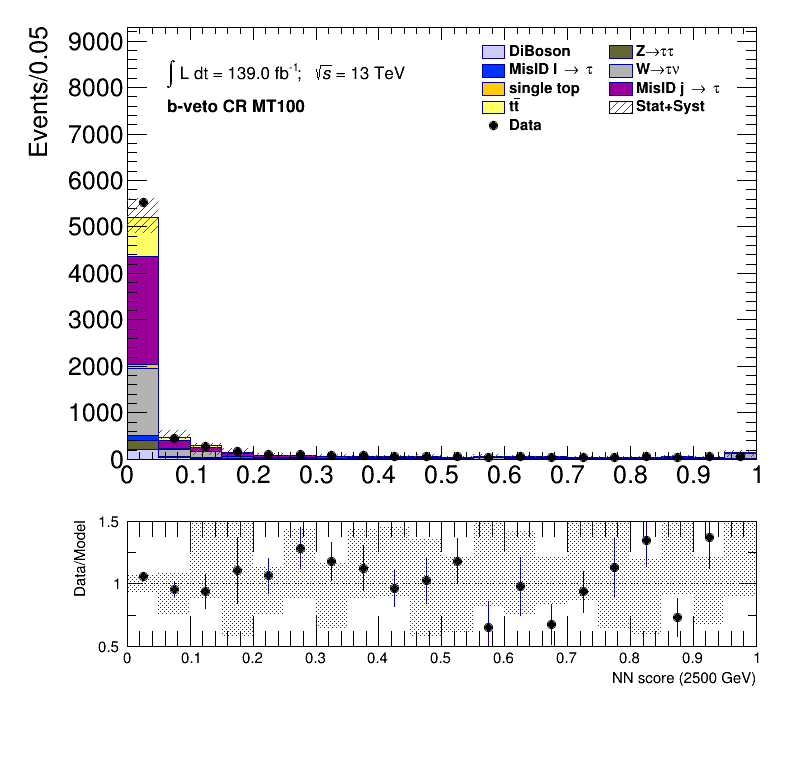 9000
8000
7000
6000
5000
4000
3000
2000
1000
0
Events/0.05
∫ L dt = 139.0 fb⁻¹; √s = 13 TeV
b-veto CR MT100
DiBoson
MisID l → τ
single top
tt̄
Data
Z→ττ
W→τν
MisID j → τ
Stat+Syst
0 0.1 0.2 0.3 0.4 0.5 0.6 0.7 0.8 0.9 1
1.5
1
0.5
Data/Model
0 0.1 0.2 0.3 0.4 0.5 0.6 0.7 0.8 0.9 1
NN score (2500 GeV)